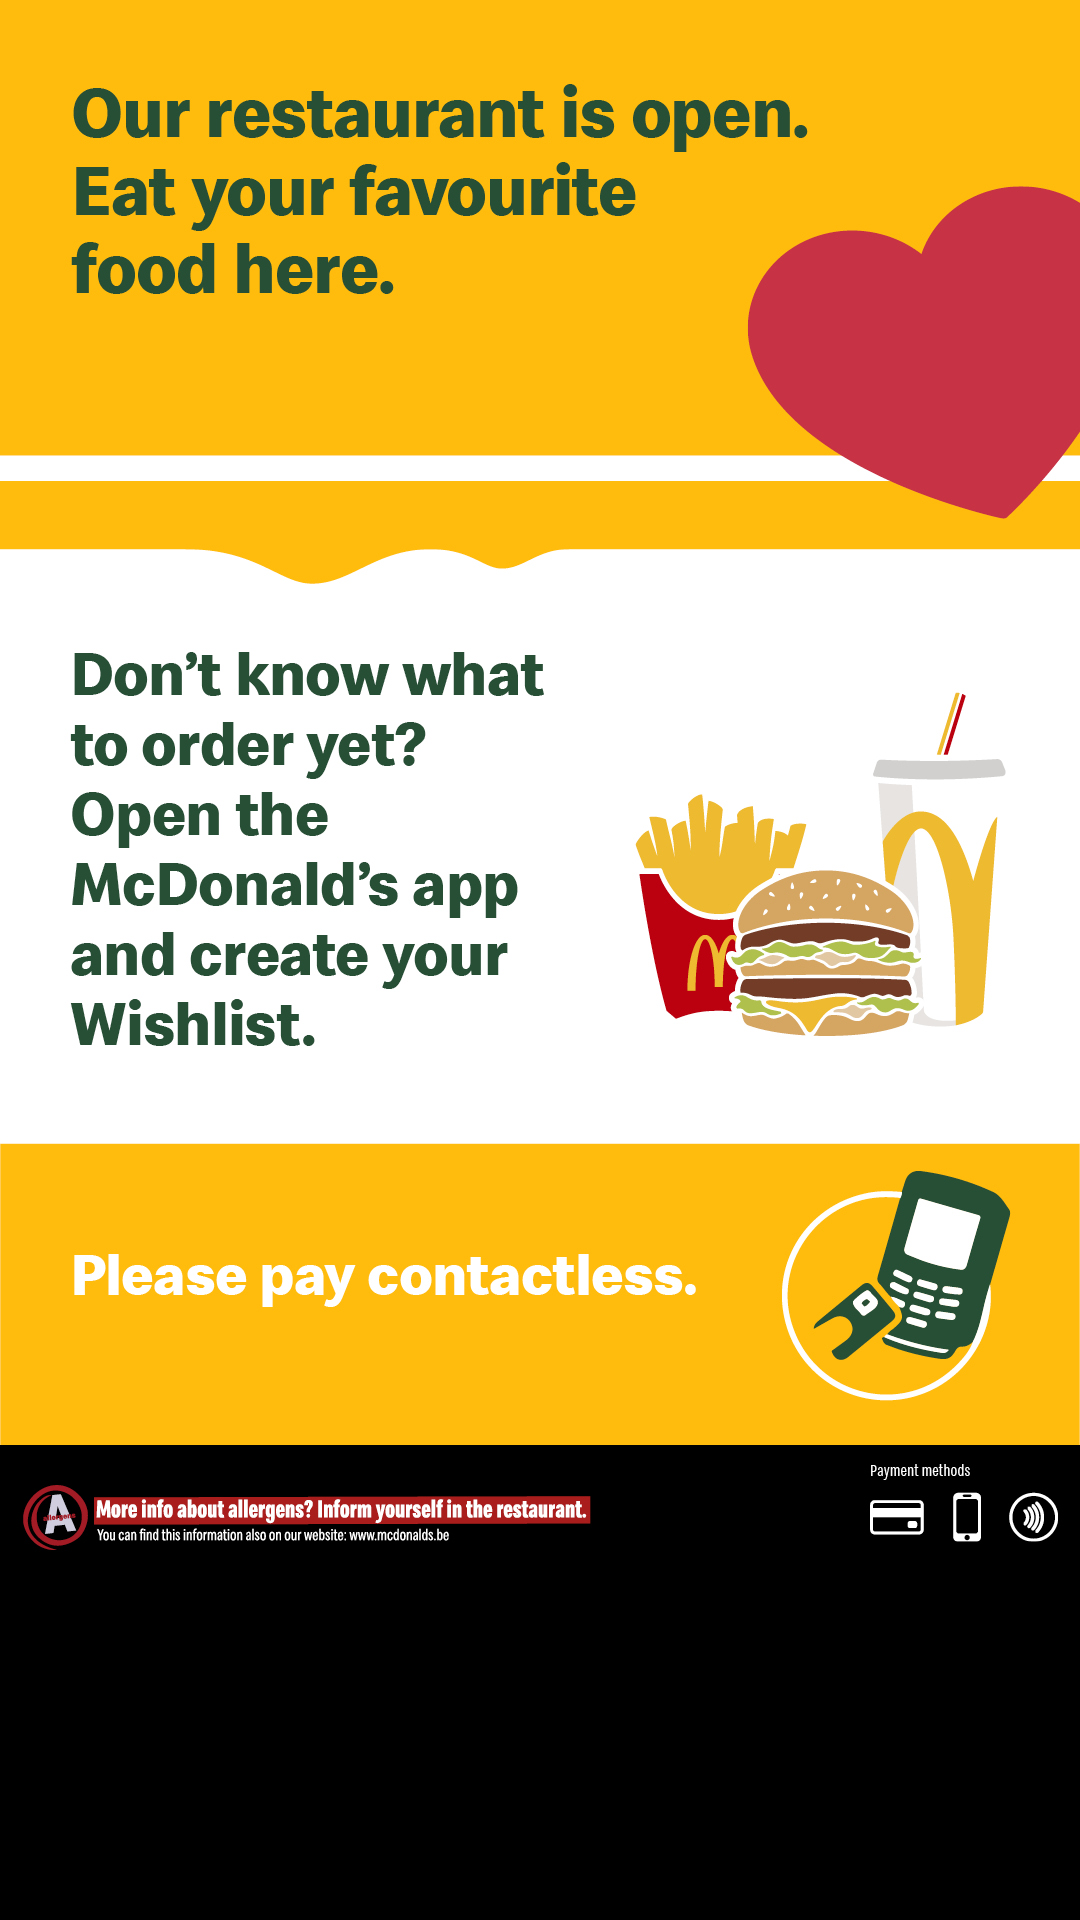 Our restaurant is open.
Eat your favourite
food here.
Don’t know what
to order yet?
Open the
McDonald’s app
and create your
Wishlist.
Please pay contactless.
Payment methods
A
allergens
More info about allergens? Inform yourself in the restaurant.
You can find this information also on our website: www.mcdonalds.be